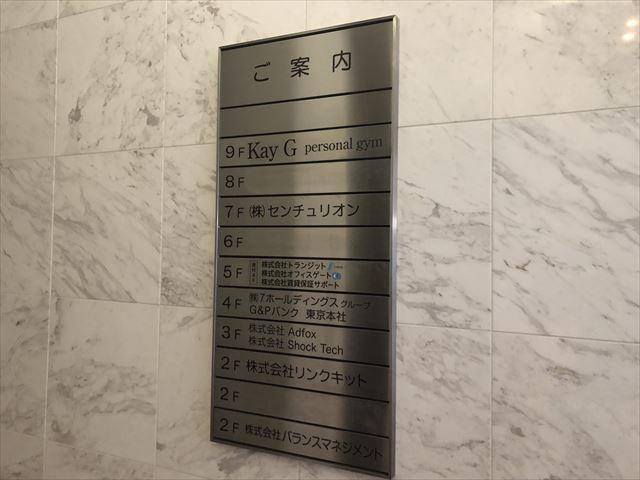 ご案内
9F Kay G personal gym
8F
7F (株)センチュリオン
6F
5F 株式会社トランジット
株式会社オフィスゲート
株式会社賃貸保証サポート
4F ㈱7ホールディングス グループ
G&Pバンク 東京本社
3F 株式会社 Adfox
株式会社 Shock Tech
2F 株式会社リンクキット
2F
2F 株式会社バランスマネジメント